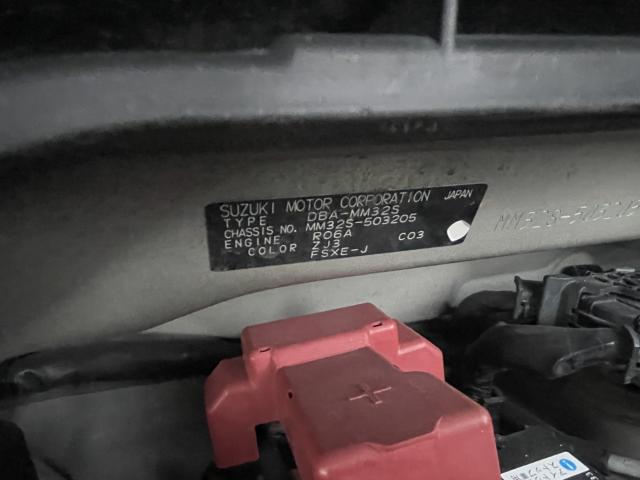 SUZUKI MOTOR CORPORATION JAPAN
TYPE DBA-MM32S
CHASSIS NO. MM32S-503205
ENGINE R06A
COLOR ZJ3 C03
FSXE-J